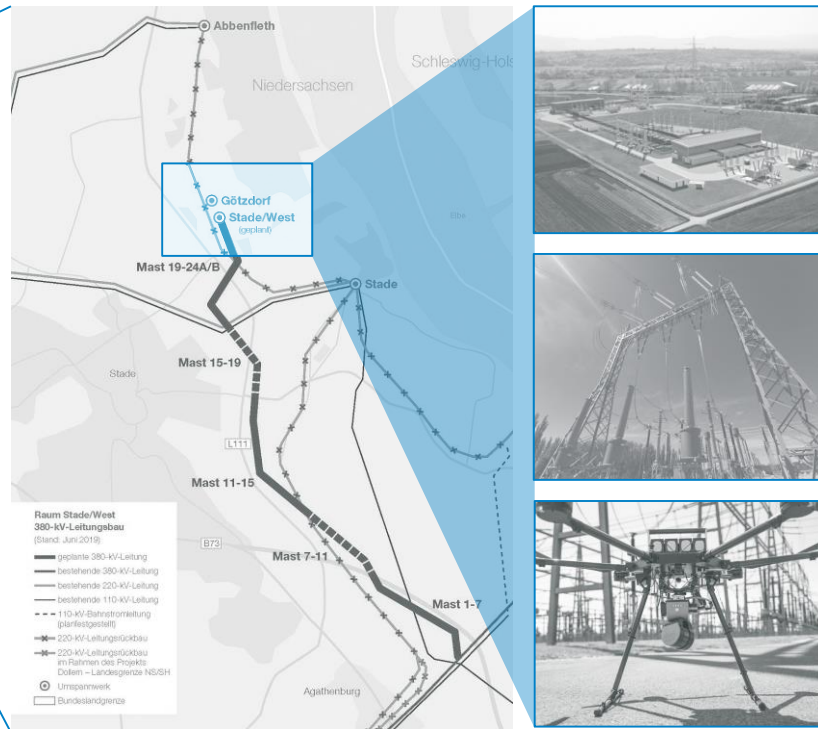 Abbenfleth
Schleswig-Hols
Niedersachsen
Götzdorf
Stade/West
(geplant)
Elbe
Mast 19-24A/B
Stade
Mast 15-19
Stade
L111
Mast 11-15
Raum Stade/West
380-kV-Leitungsbau
(Stand: Juni 2019)
geplante 380-kV-Leitung
bestehende 380-kV-Leitung
bestehende 220-kV-Leitung
bestehende 110-kV-Leitung
110-kV-Bahnstromleitung
(planfestgestellt)
220-kV-Leitungsrückbau
220-kV-Leitungsrückbau
im Rahmen des Projekts
Dollern – Landesgrenze NS/SH
Umspannwerk
Bundeslandgrenze
B73
Mast 7-11
Mast 1-7
Agathenburg